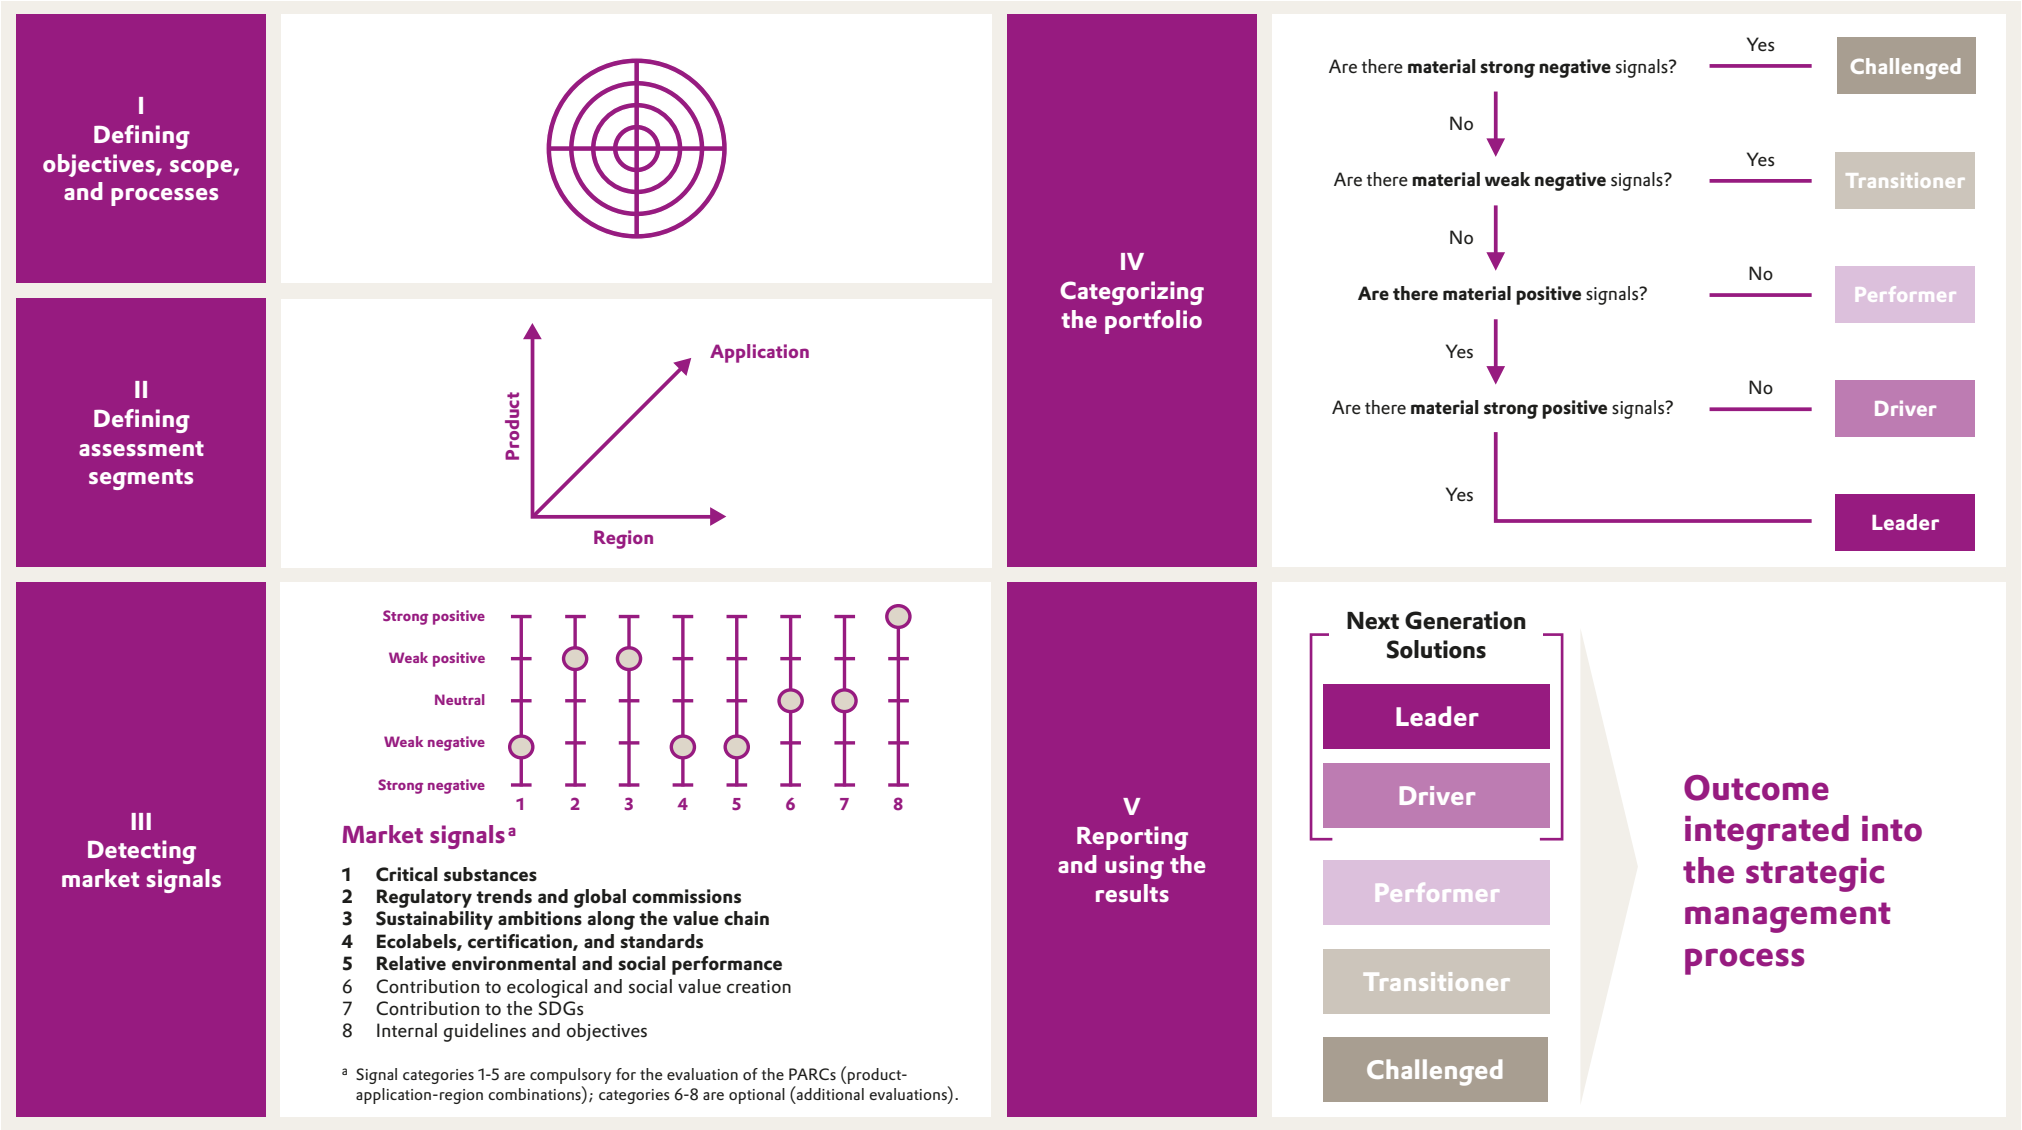 I
Defining
objectives, scope,
and processes
II
Defining
assessment
segments
Product
Application
Region
III
Detecting
market signals
Strong positive
Weak positive
Neutral
Weak negative
Strong negative
1 2 3 4 5 6 7 8
Market signals a
1 Critical substances
2 Regulatory trends and global commissions
3 Sustainability ambitions along the value chain
4 Ecolabels, certification, and standards
5 Relative environmental and social performance
6 Contribution to ecological and social value creation
7 Contribution to the SDGs
8 Internal guidelines and objectives
a Signal categories 1-5 are compulsory for the evaluation of the PARCs (product-
application-region combinations); categories 6-8 are optional (additional evaluations).
IV
Categorizing
the portfolio
Are there material strong negative signals?
Yes
Challenged
No
Are there material weak negative signals?
Yes
Transitioner
No
Are there material positive signals?
No
Performer
Yes
Are there material strong positive signals?
No
Driver
Yes
Leader
V
Reporting
and using the
results
Next Generation
Solutions
Leader
Driver
Performer
Transitioner
Challenged
Outcome
integrated into
the strategic
management
process